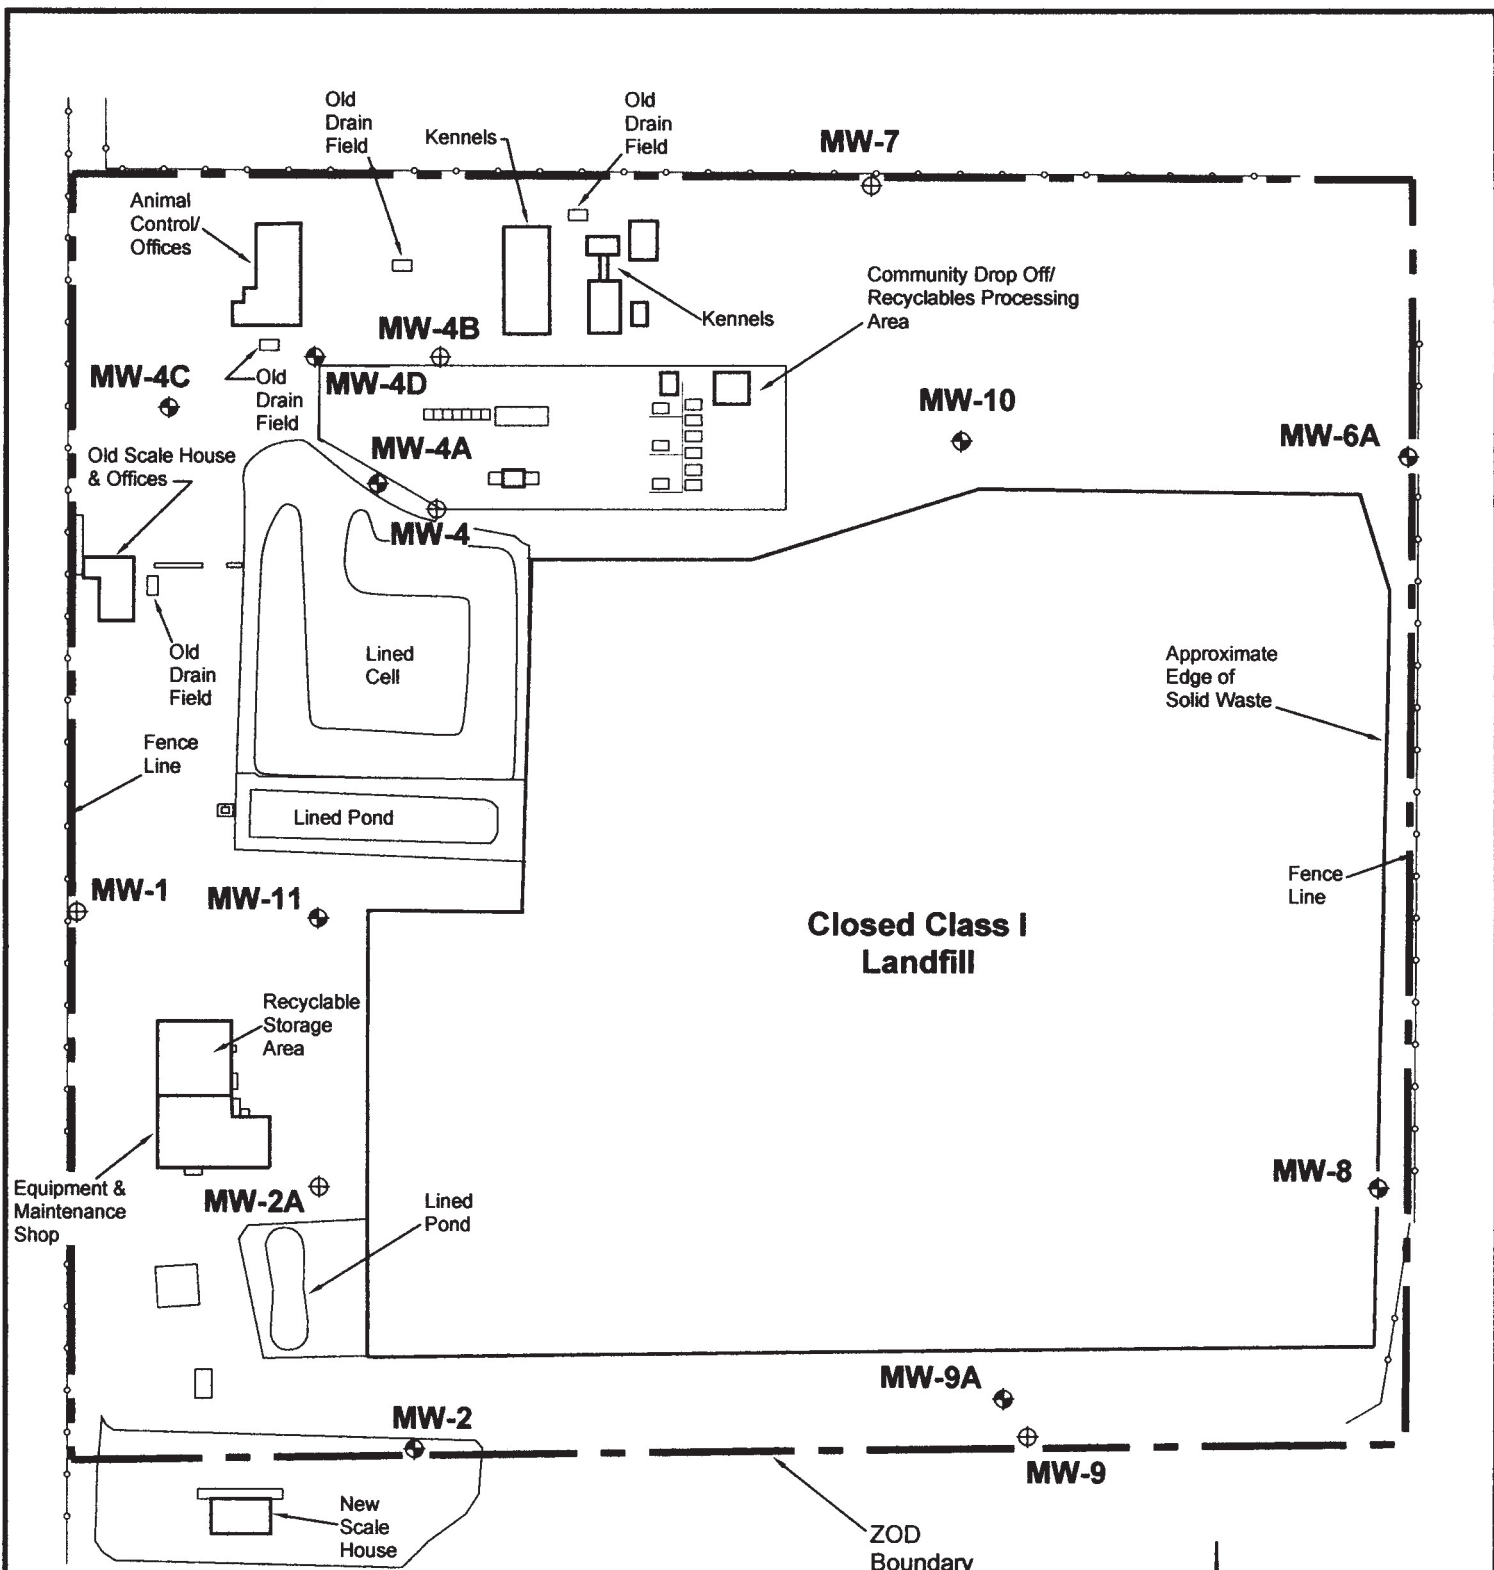 Old
Drain
Field
Kennels
Old
Drain
Field
MW-7
Animal
Control/
Offices
Community Drop Off/
Recyclables Processing
Area
Kennels
MW-4B
MW-4C
MW-4D
Old
Drain
Field
MW-10
MW-6A
MW-4A
Old Scale House
& Offices
MW-4
Old
Drain
Field
Lined
Cell
Approximate
Edge of
Solid Waste
Fence
Line
Lined Pond
MW-1
MW-11
Fence
Line
Closed Class I
Landfill
Recyclable
Storage
Area
Equipment &
Maintenance
Shop
MW-2A
Lined
Pond
MW-8
MW-9A
MW-2
MW-9
New
Scale
House
ZOD
Boundary